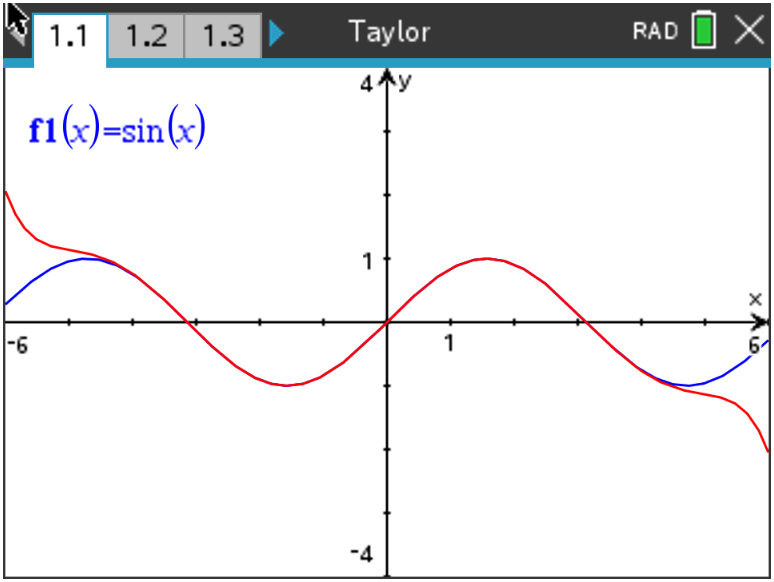 1.1 1.2 1.3 Taylor RAD
4 y
f1(x)=sin(x)
1
x
-6 1 6
-4